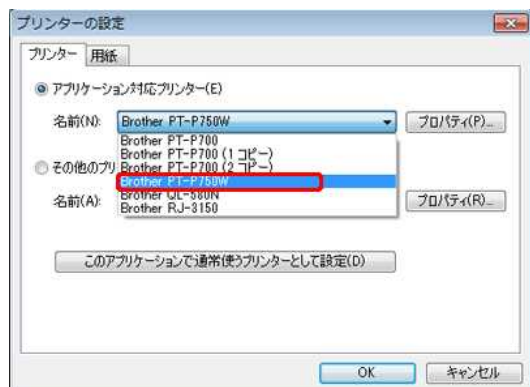 プリンターの設定
プリンター 用紙
アプリケーション対応プリンター(E)
名前(N): Brother PT-P750W プロパティ(P)...
Brother PT-P700
Brother PT-P700 (1 コピー)
その他のプリ Brother PT-P700 (2 コピー)
Brother PT-P750W
名前(A): Brother QL-580N プロパティ(R)...
Brother RJ-3150
このアプリケーションで通常使うプリンターとして設定(D)
OK キャンセル